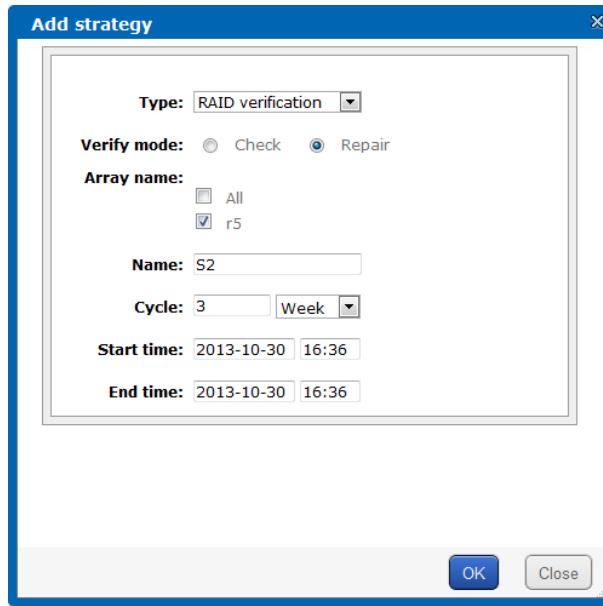 Add strategy
Type: RAID verification
Verify mode: Check Repair
Array name:
All
r5
Name: S2
Cycle: 3 Week
Start time: 2013-10-30 16:36
End time: 2013-10-30 16:36
OK Close